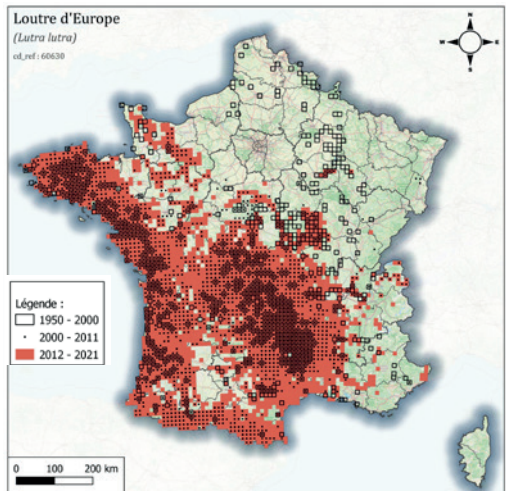 Loutre d'Europe
(Lutra lutra)
cd_ref : 60630
N
W
E
S
Légende :
1950 - 2000
2000 - 2011
2012 - 2021
0 100 200 km